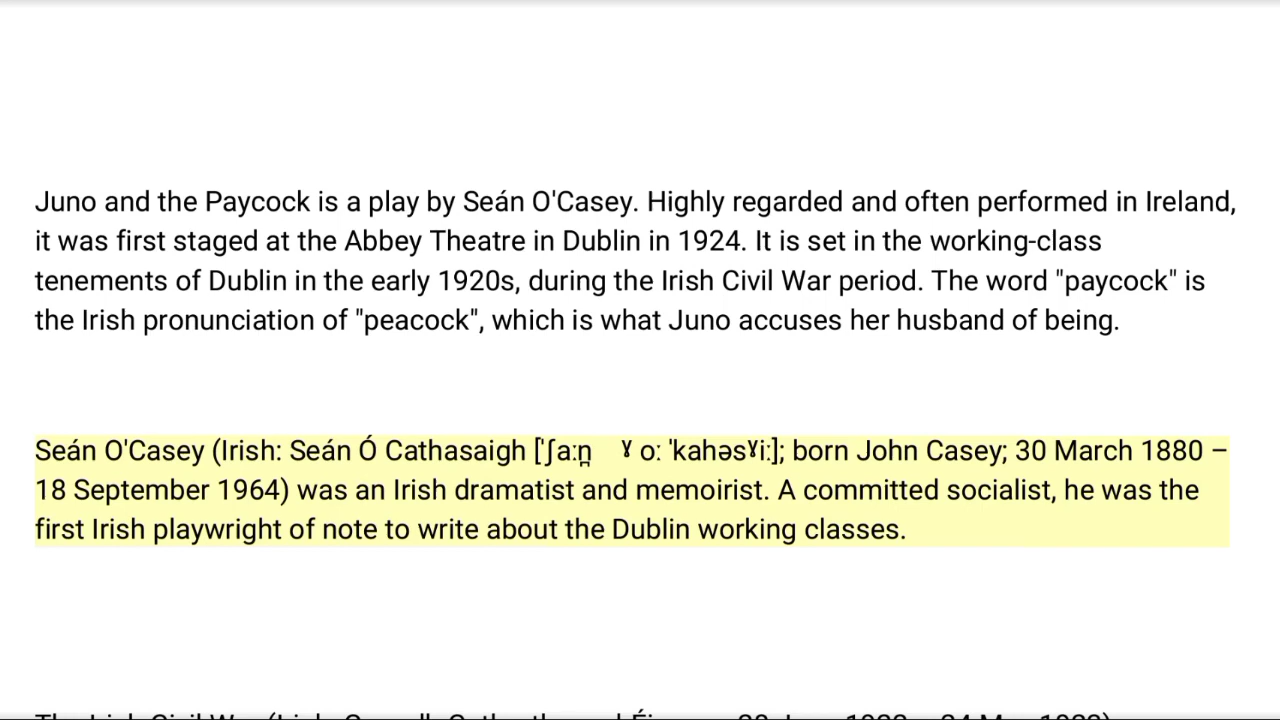 Juno and the Paycock is a play by Seán O'Casey. Highly regarded and often performed in Ireland,
it was first staged at the Abbey Theatre in Dublin in 1924. It is set in the working-class
tenements of Dublin in the early 1920s, during the Irish Civil War period. The word "paycock" is
the Irish pronunciation of "peacock", which is what Juno accuses her husband of being.
Seán O'Casey (Irish: Seán Ó Cathasaigh [ˈʃaːn̪ ˠ oː ˈkahəsˠiː]; born John Casey; 30 March 1880 –
18 September 1964) was an Irish dramatist and memoirist. A committed socialist, he was the
first Irish playwright of note to write about the Dublin working classes.